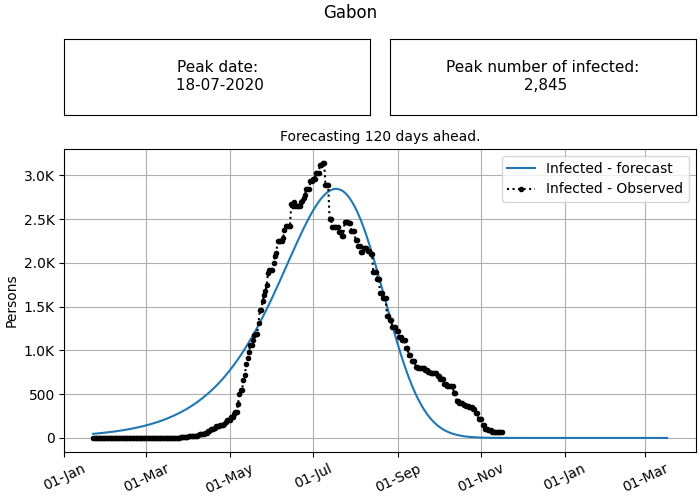 Gabon
Peak date:
18-07-2020
Peak number of infected:
2,845
Forecasting 120 days ahead.
Infected - forecast
Infected - Observed
3.0K
2.5K
2.0K
1.5K
1.0K
500
0
Persons
01-Jan
01-Mar
01-May
01-Jul
01-Sep
01-Nov
01-Jan
01-Mar